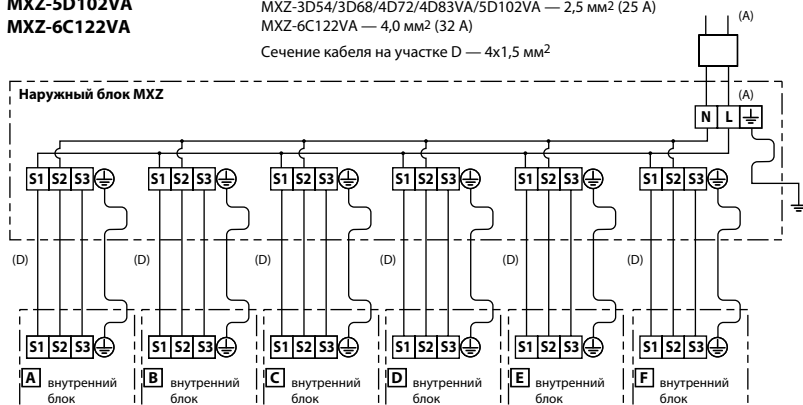 MXZ-5D102VA
MXZ-3D54/3D68/4D72/4D83VA/5D102VA — 2,5 мм2 (25 А)
MXZ-6C122VA
MXZ-6C122VA — 4,0 мм2 (32 А)
Сечение кабеля на участке D — 4x1,5 мм2
(A)
Наружный блок MXZ
(A)
N L
S1 S2 S3 S1 S2 S3 S1 S2 S3 S1 S2 S3 S1 S2 S3 S1 S2 S3
(D) (D) (D) (D) (D) (D)
S1 S2 S3 S1 S2 S3 S1 S2 S3 S1 S2 S3 S1 S2 S3 S1 S2 S3
A внутренний B внутренний C внутренний D внутренний E внутренний F внутренний
блок блок блок блок блок блок